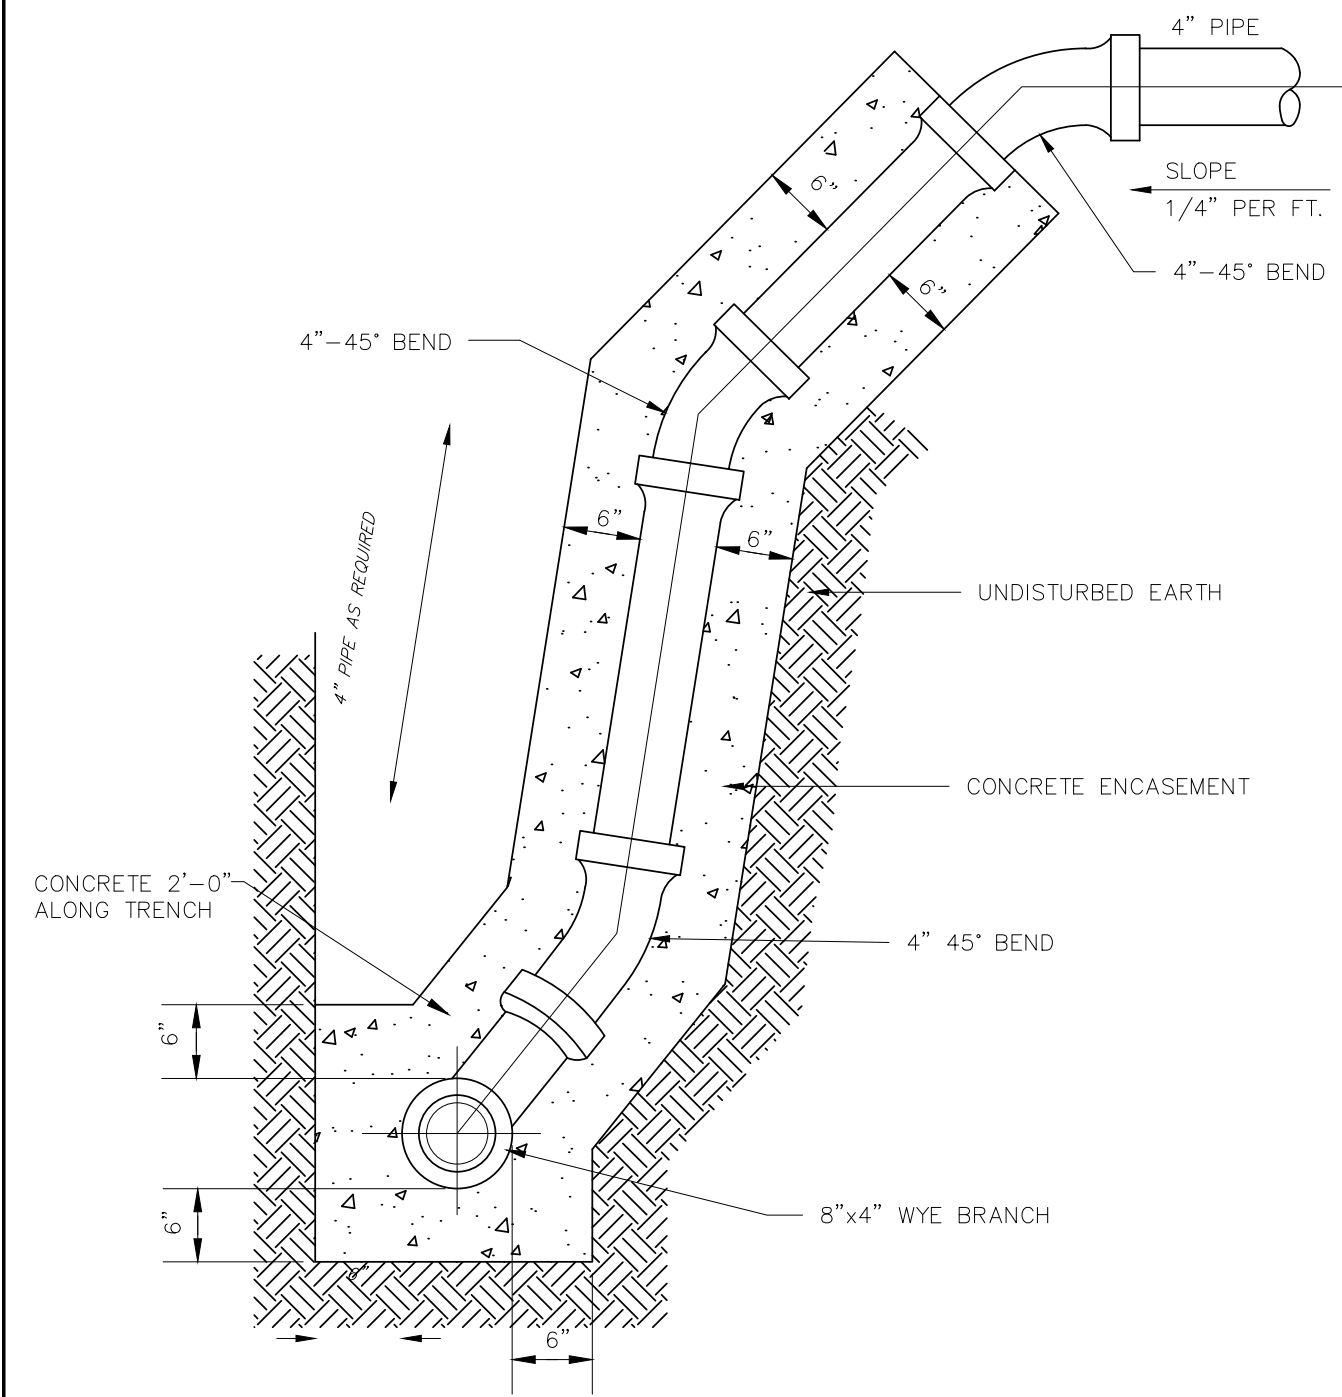 4" PIPE
SLOPE
1/4" PER FT.
4"-45° BEND
6"
6"
4"-45° BEND
6"
6"
4" PIPE AS REQUIRED
UNDISTURBED EARTH
CONCRETE ENCASEMENT
CONCRETE 2'-0"
ALONG TRENCH
4" 45° BEND
6"
6"
8"x4" WYE BRANCH
6"
6"